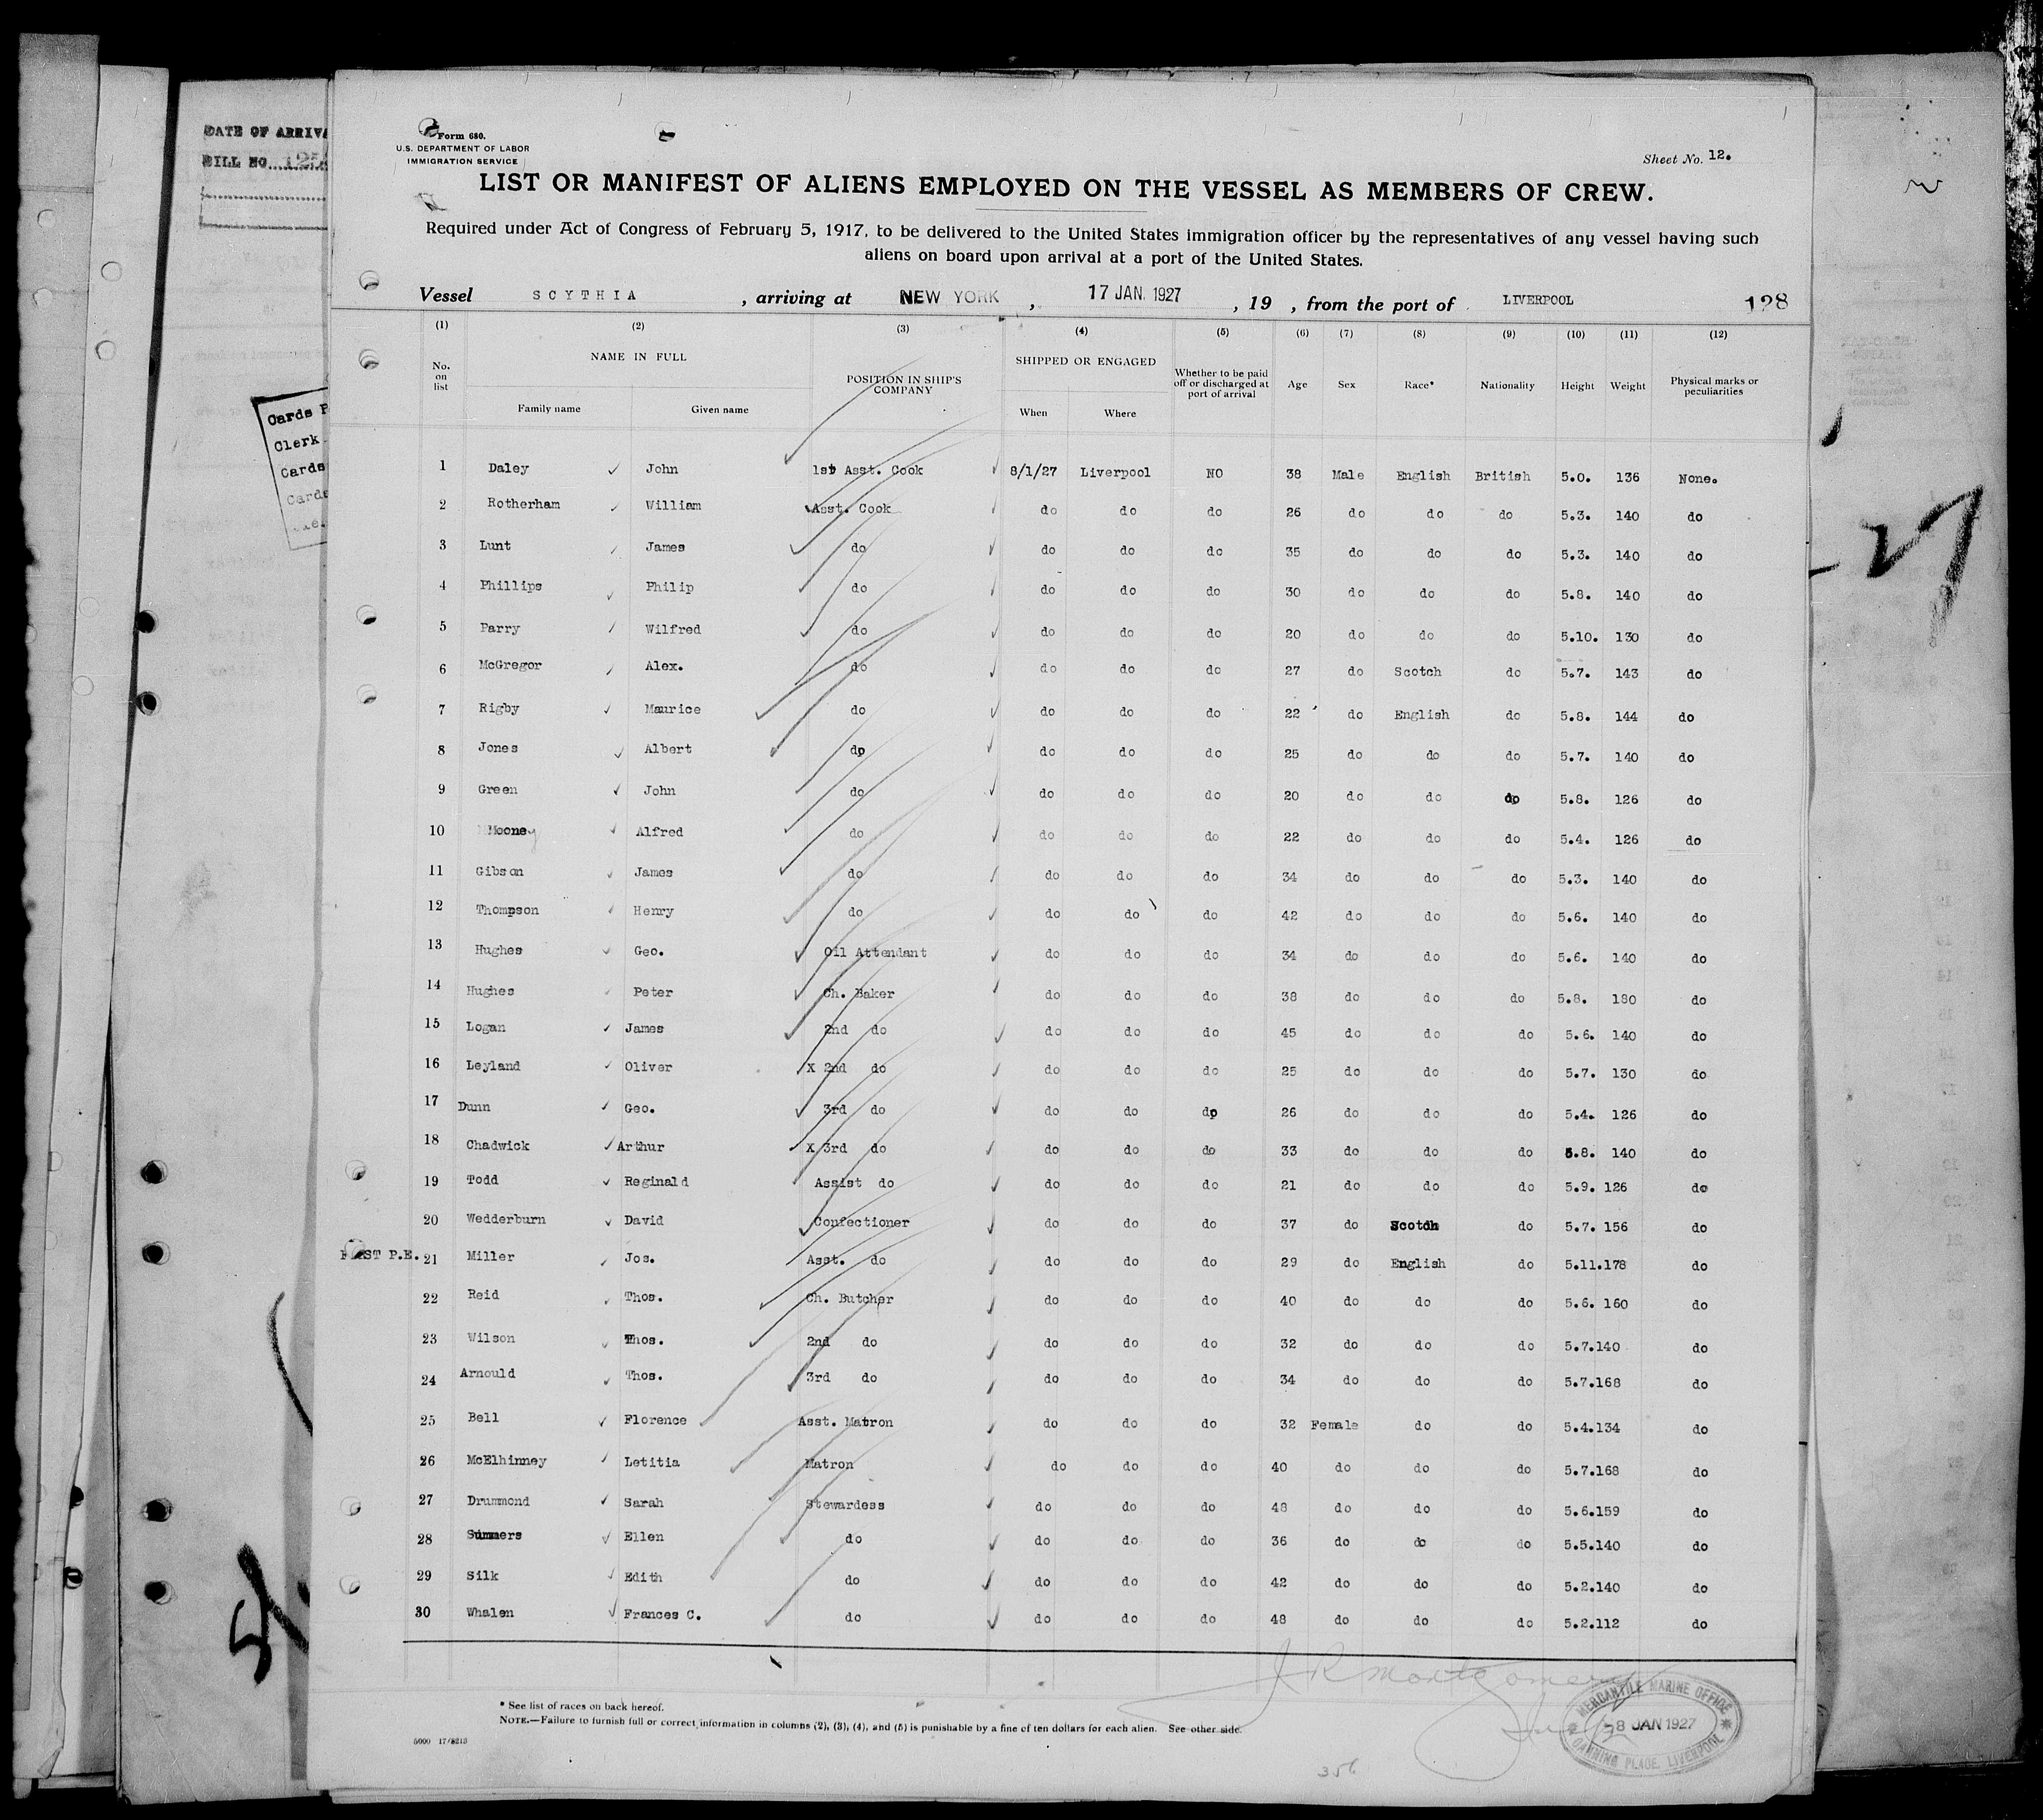 DATE OF ARRIVA
BILL NO.
Cards P
Clerk
Cards
Cards
Form 680.
U.S. DEPARTMENT OF LABOR
IMMIGRATION SERVICE
Sheet No. 12.
LIST OR MANIFEST OF ALIENS EMPLOYED ON THE VESSEL AS MEMBERS OF CREW.
Required under Act of Congress of February 5, 1917, to be delivered to the United States immigration officer by the representatives of any vessel having such
aliens on board upon arrival at a port of the United States.
Vessel SCYTHIA , arriving at NEW YORK , 17 JAN. 1927 , 19 , from the port of LIVERPOOL 128
(1) (2) (3) (4) (5) (6) (7) (8) (9) (10) (11) (12)
No. on list NAME IN FULL Family name Given name POSITION IN SHIP'S COMPANY SHIPPED OR ENGAGED When Where Whether to be paid off or discharged at port of arrival Age Sex Race* Nationality Height Weight Physical marks or peculiarities
1 Daley John 1st Asst. Cook 8/1/27 Liverpool NO 38 Male English British 5.0. 136 None.
2 Rotherham William Asst. Cook do do do 26 do do do 5.3. 140 do
3 Lunt James do do do do 35 do do do 5.3. 140 do
4 Phillips Philip do do do do 30 do do do 5.8. 140 do
5 Parry Wilfred do do do do 20 do do do 5.10. 130 do
6 McGregor Alex. do do do do 27 do Scotch do 5.7. 143 do
7 Rigby Maurice do do do do 22 do English do 5.8. 144 do
8 Jones Albert do do do do 25 do do do 5.7. 140 do
9 Green John do do do do 20 do do do 5.8. 126 do
10 Mooney Alfred do do do do 22 do do do 5.4. 126 do
11 Gibson James do do do do 34 do do do 5.3. 140 do
12 Thompson Henry do do do do 42 do do do 5.6. 140 do
13 Hughes Geo. Oil Attendant do do do 34 do do do 5.6. 140 do
14 Hughes Peter Ch. Baker do do do 38 do do do 5.8. 180 do
15 Logan James 2nd do do do do 45 do do do 5.6. 140 do
16 Leyland Oliver X 2nd do do do do 25 do do do 5.7. 130 do
17 Dunn Geo. 3rd do do do do 26 do do do 5.4. 126 do
18 Chadwick Arthur X 3rd do do do do 33 do do do 5.8. 140 do
19 Todd Reginald Assist do do do do 21 do do do 5.9. 126 do
20 Wedderburn David Confectioner do do do 37 do Scotch do 5.7. 156 do
P.E. 21 Miller Jos. Asst. do do do do 29 do English do 5.11.178 do
22 Reid Thos. Ch. Butcher do do do 40 do do do 5.6. 160 do
23 Wilson Thos. 2nd do do do do 32 do do do 5.7.140 do
24 Arnould Thos. 3rd do do do do 34 do do do 5.7.168 do
25 Bell Florence Asst. Matron do do do 32 Female do do 5.4.134 do
26 McElhinney Letitia Matron do do do 40 do do do 5.7.168 do
27 Drummond Sarah Stewardess do do do 48 do do do 5.6.159 do
28 Summers Ellen do do do do 36 do do do 5.5.140 do
29 Silk Edith do do do do 42 do do do 5.2.140 do
30 Whalen Frances C. do do do do 48 do do do 5.2.112 do
J R Montgomery
* See list of races on back hereof.
NOTE.—Failure to furnish full or correct information in columns (2), (3), (4), and (5) is punishable by a fine of ten dollars for each alien. See other side.
5000 17/8213
MERCANTILE MARINE OFFICE
-8 JAN 1927
CANNING PLACE, LIVERPOOL
356
27